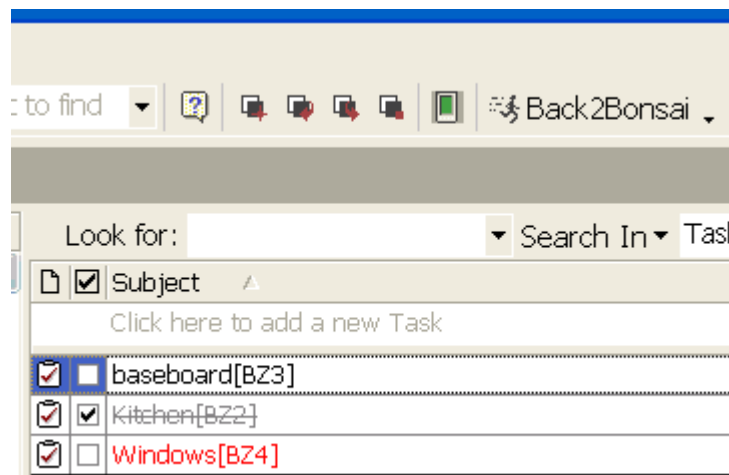 to find
Back2Bonsai
Look for: Search In Task
Subject
Click here to add a new Task
baseboard[BZ3]
Kitchen[BZ2]
Windows[BZ4]